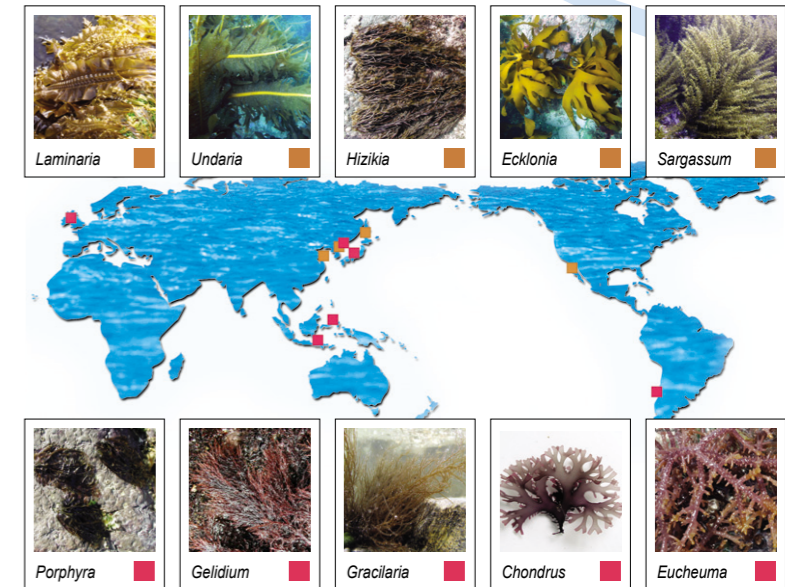 Laminaria
Undaria
Hizikia
Ecklonia
Sargassum
Porphyra
Gelidium
Gracilaria
Chondrus
Eucheuma